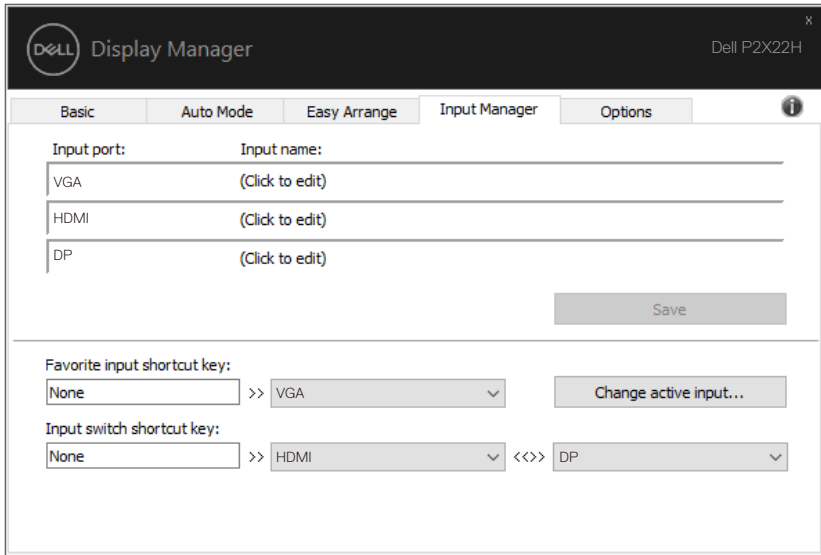 x
DELL Display Manager Dell P2X22H
Basic Auto Mode Easy Arrange Input Manager Options i
Input port: Input name:
VGA (Click to edit)
HDMI (Click to edit)
DP (Click to edit)
Save
Favorite input shortcut key:
None >> VGA Change active input...
Input switch shortcut key:
None >> HDMI <<>> DP